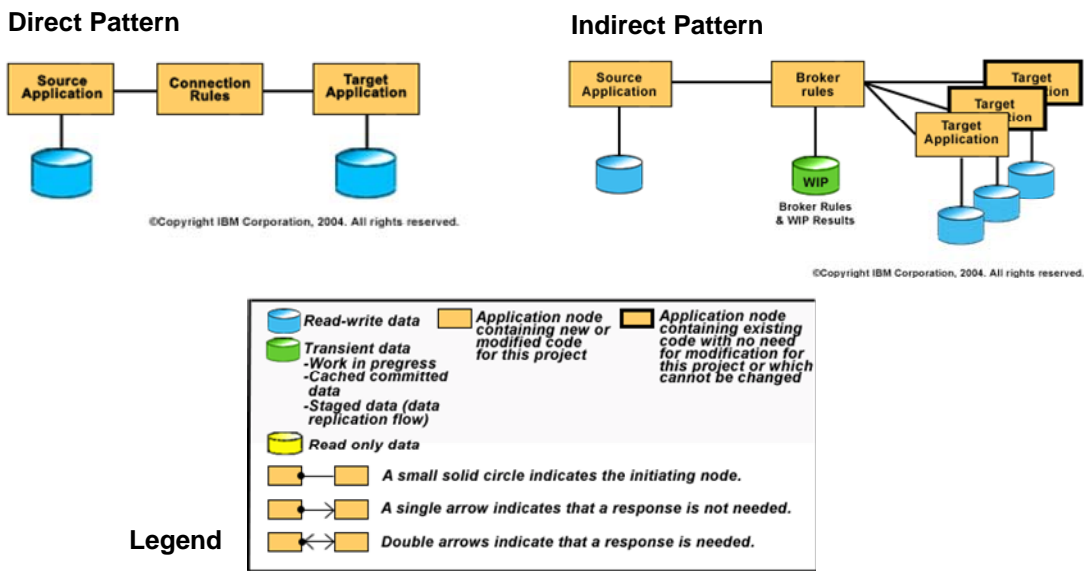 Direct Pattern
Source
Application
Connection
Rules
Target
Application
©Copyright IBM Corporation, 2004. All rights reserved.
Indirect Pattern
Source
Application
Broker
rules
Target
Application
Target
tion
Target
tion
WIP
Broker Rules
& WIP Results
©Copyright IBM Corporation, 2004. All rights reserved.
Legend
Read-write data
Transient data
-Work in pregress
-Cached committed
data
-Staged data (data
replication flow)
Read only data
Application node
containing new or
modified code
for this project
Application node
containing existing
code with no need
for modification for
this project or which
cannot be changed
A small solid circle indicates the initiating node.
A single arrow indicates that a response is not needed.
Double arrows indicate that a response is needed.